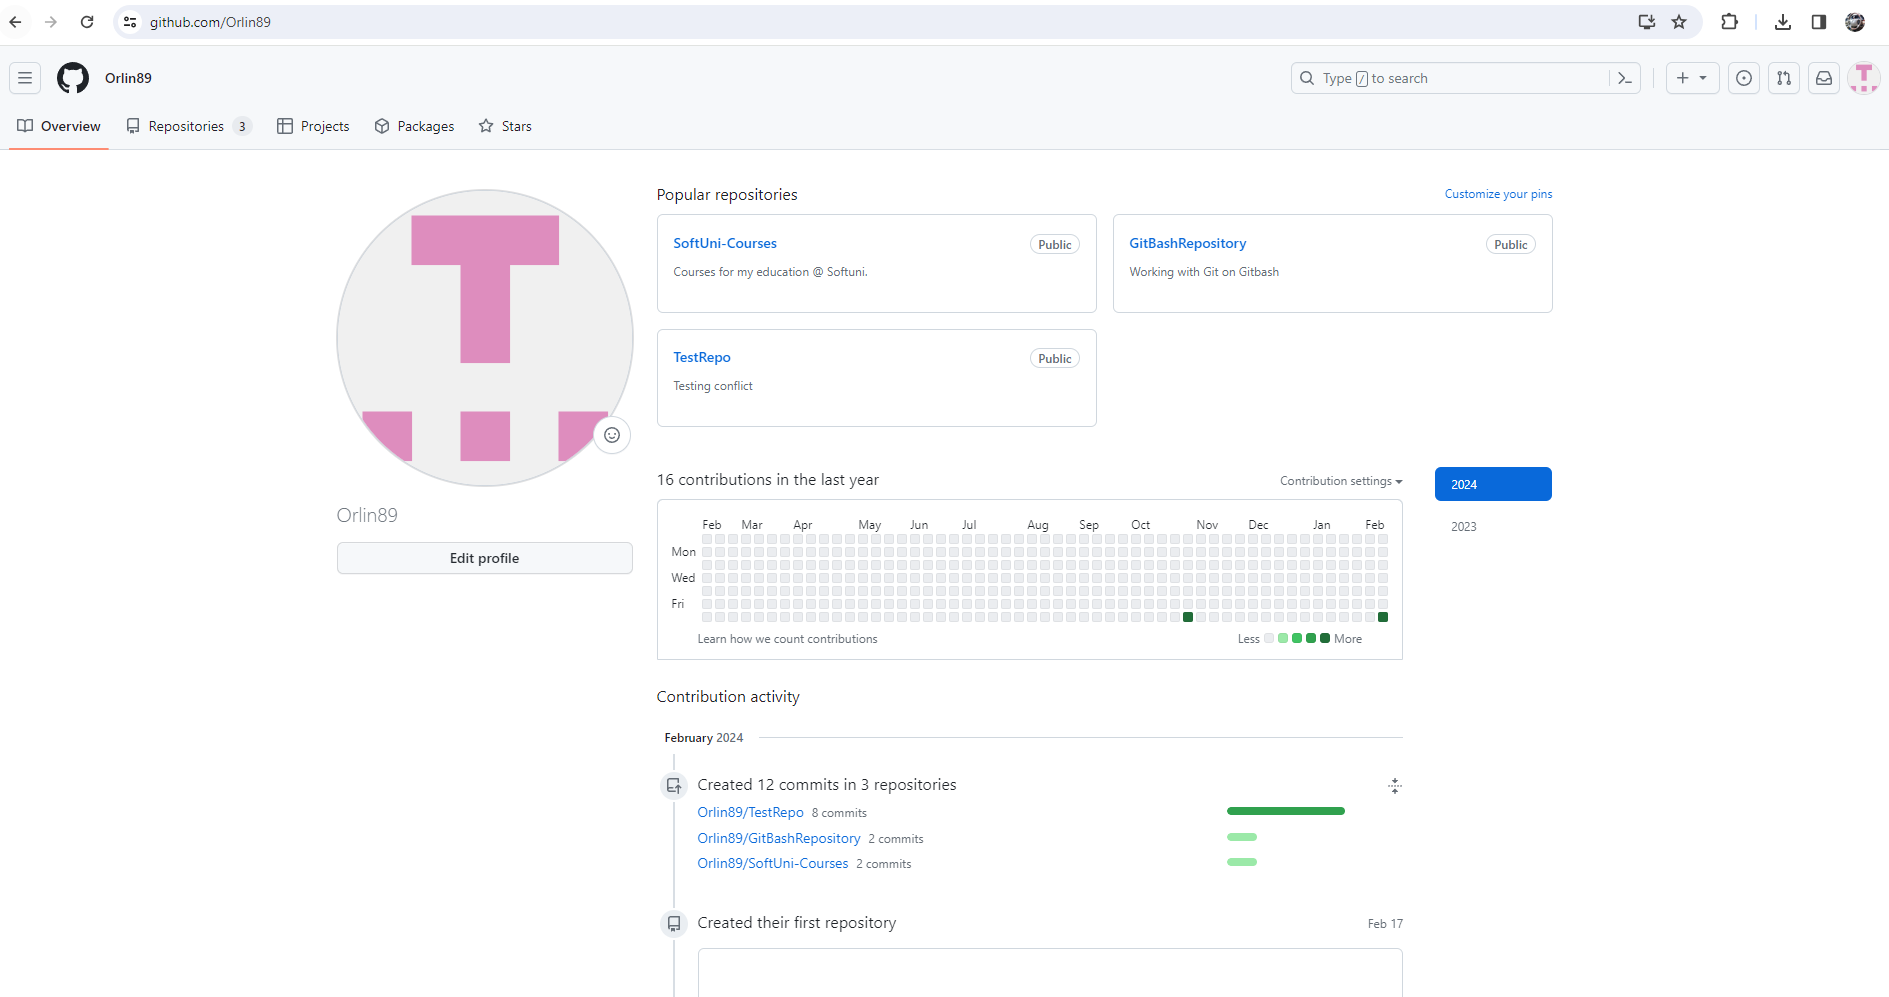 github.com/Orlin89
Orlin89
Type / to search
Overview
Repositories 3
Projects
Packages
Stars
Popular repositories
Customize your pins
SoftUni-Courses
Public
Courses for my education @ Softuni.
GitBashRepository
Public
Working with Git on Gitbash
TestRepo
Public
Testing conflict
Orlin89
Edit profile
16 contributions in the last year
Contribution settings
2024
2023
Feb Mar Apr May Jun Jul Aug Sep Oct Nov Dec Jan Feb
Mon
Wed
Fri
Learn how we count contributions
Less More
Contribution activity
February 2024
Created 12 commits in 3 repositories
Orlin89/TestRepo 8 commits
Orlin89/GitBashRepository 2 commits
Orlin89/SoftUni-Courses 2 commits
Created their first repository
Feb 17